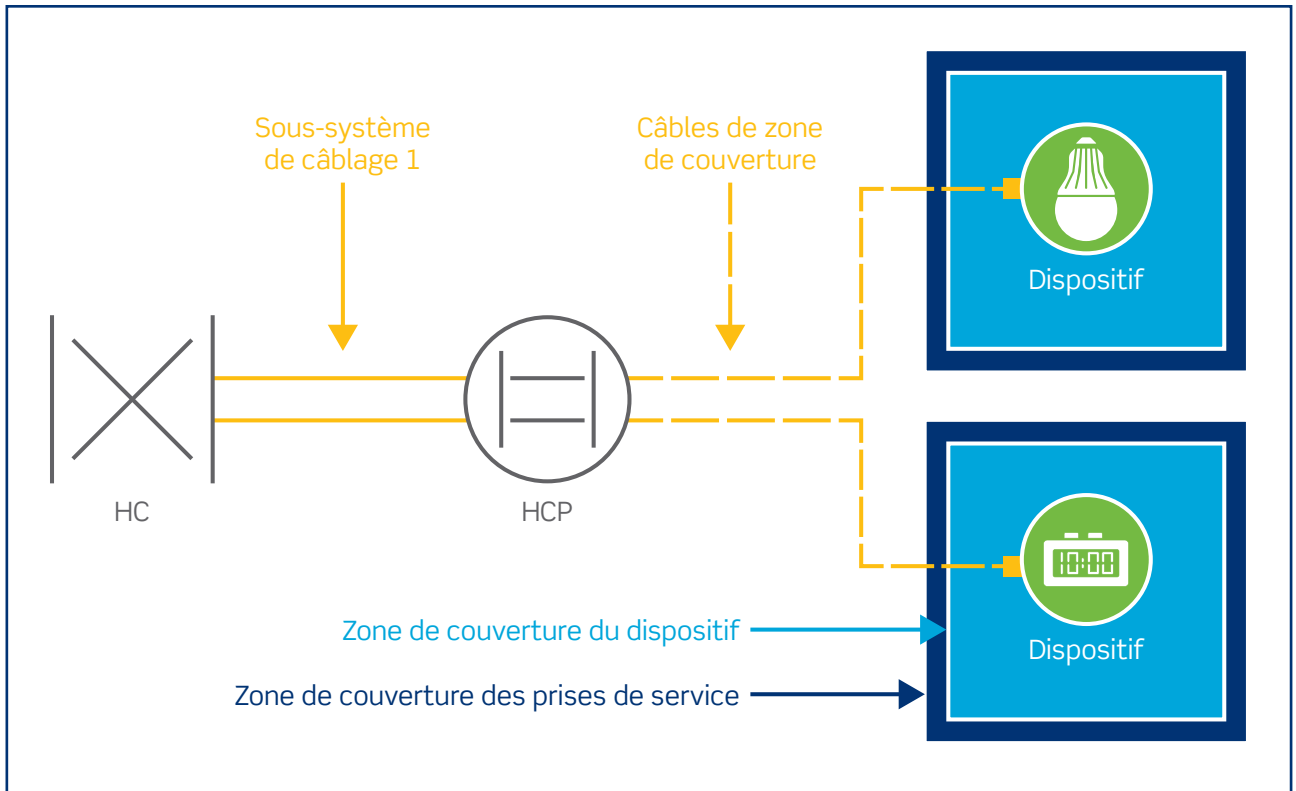 Sous-système
de câblage 1
Câbles de zone
de couverture
Dispositif
HC
HCP
10:00
Zone de couverture du dispositif
Dispositif
Zone de couverture des prises de service